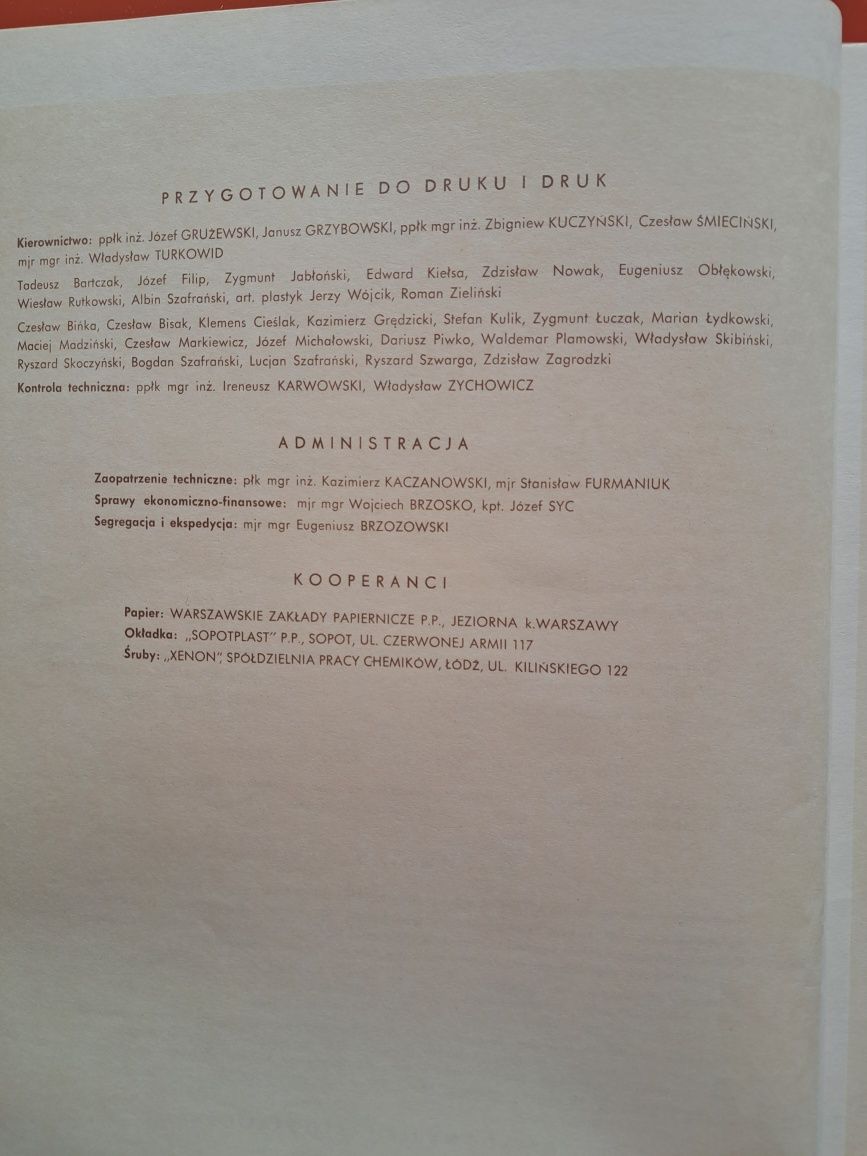 PRZYGOTOWANIE DO DRUKU I DRUK
Kierownictwo: ppłk inż. Józef GRUŻEWSKI, Janusz GRZYBOWSKI, ppłk mgr inż. Zbigniew KUCZYŃSKI, Czesław ŚMIECIŃSKI,
mjr mgr inż. Władysław TURKOWID
Tadeusz Bartczak, Józef Filip, Zygmunt Jabłoński, Edward Kiełsa, Zdzisław Nowak, Eugeniusz Obłękowski,
Wiesław Rutkowski, Albin Szafrański, art. plastyk Jerzy Wójcik, Roman Zieliński
Czesław Bińka, Czesław Bisak, Klemens Cieślak, Kazimierz Grędzicki, Stefan Kulik, Zygmunt Łuczak, Marian Łydkowski,
Maciej Madziński, Czesław Markiewicz, Józef Michałowski, Dariusz Piwko, Waldemar Plamowski, Władysław Skibiński,
Ryszard Skoczyński, Bogdan Szafrański, Lucjan Szafrański, Ryszard Szwarga, Zdzisław Zagrodzki
Kontrola techniczna: ppłk mgr inż. Ireneusz KARWOWSKI, Władysław ZYCHOWICZ
ADMINISTRACJA
Zaopatrzenie techniczne: płk mgr inż. Kazimierz KACZANOWSKI, mjr Stanisław FURMANIUK
Sprawy ekonomiczno-finansowe: mjr mgr Wojciech BRZOSKO, kpt. Józef SYC
Segregacja i ekspedycja: mjr mgr Eugeniusz BRZOZOWSKI
KOOPERANCI
Papier: WARSZAWSKIE ZAKŁADY PAPIERNICZE P.P., JEZIORNA k.WARSZAWY
Okładka: „SOPOTPLAST” P.P., SOPOT, UL. CZERWONEJ ARMII 117
Śruby: „XENON”, SPÓŁDZIELNIA PRACY CHEMIKÓW, ŁÓDŹ, UL. KILIŃSKIEGO 122